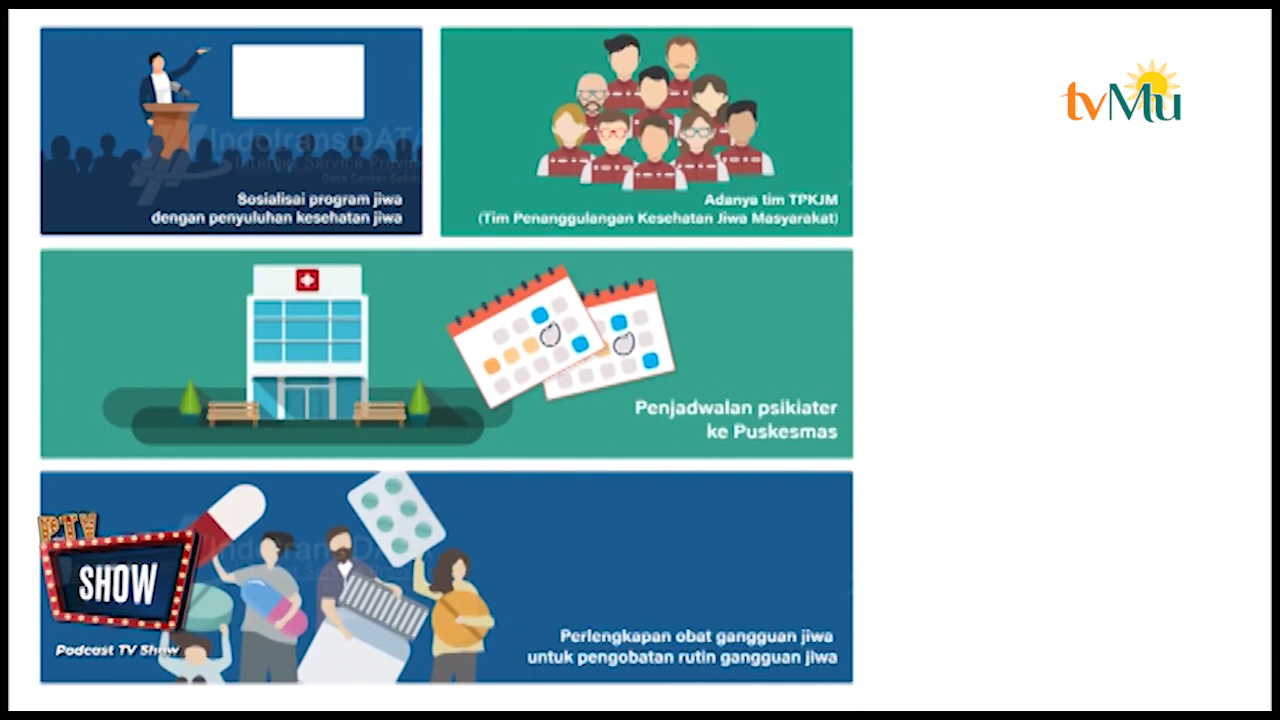 tvMu
IndotransDATA
Sosialisai program jiwa
dengan penyuluhan kesehatan jiwa
Adanya tim TPKJM
(Tim Penanggulangan Kesehatan Jiwa Masyarakat)
Penjadwalan psikiater
ke Puskesmas
PTV
SHOW
Podcast TV Show
Perlengkapan obat gangguan jiwa
untuk pengobatan rutin gangguan jiwa